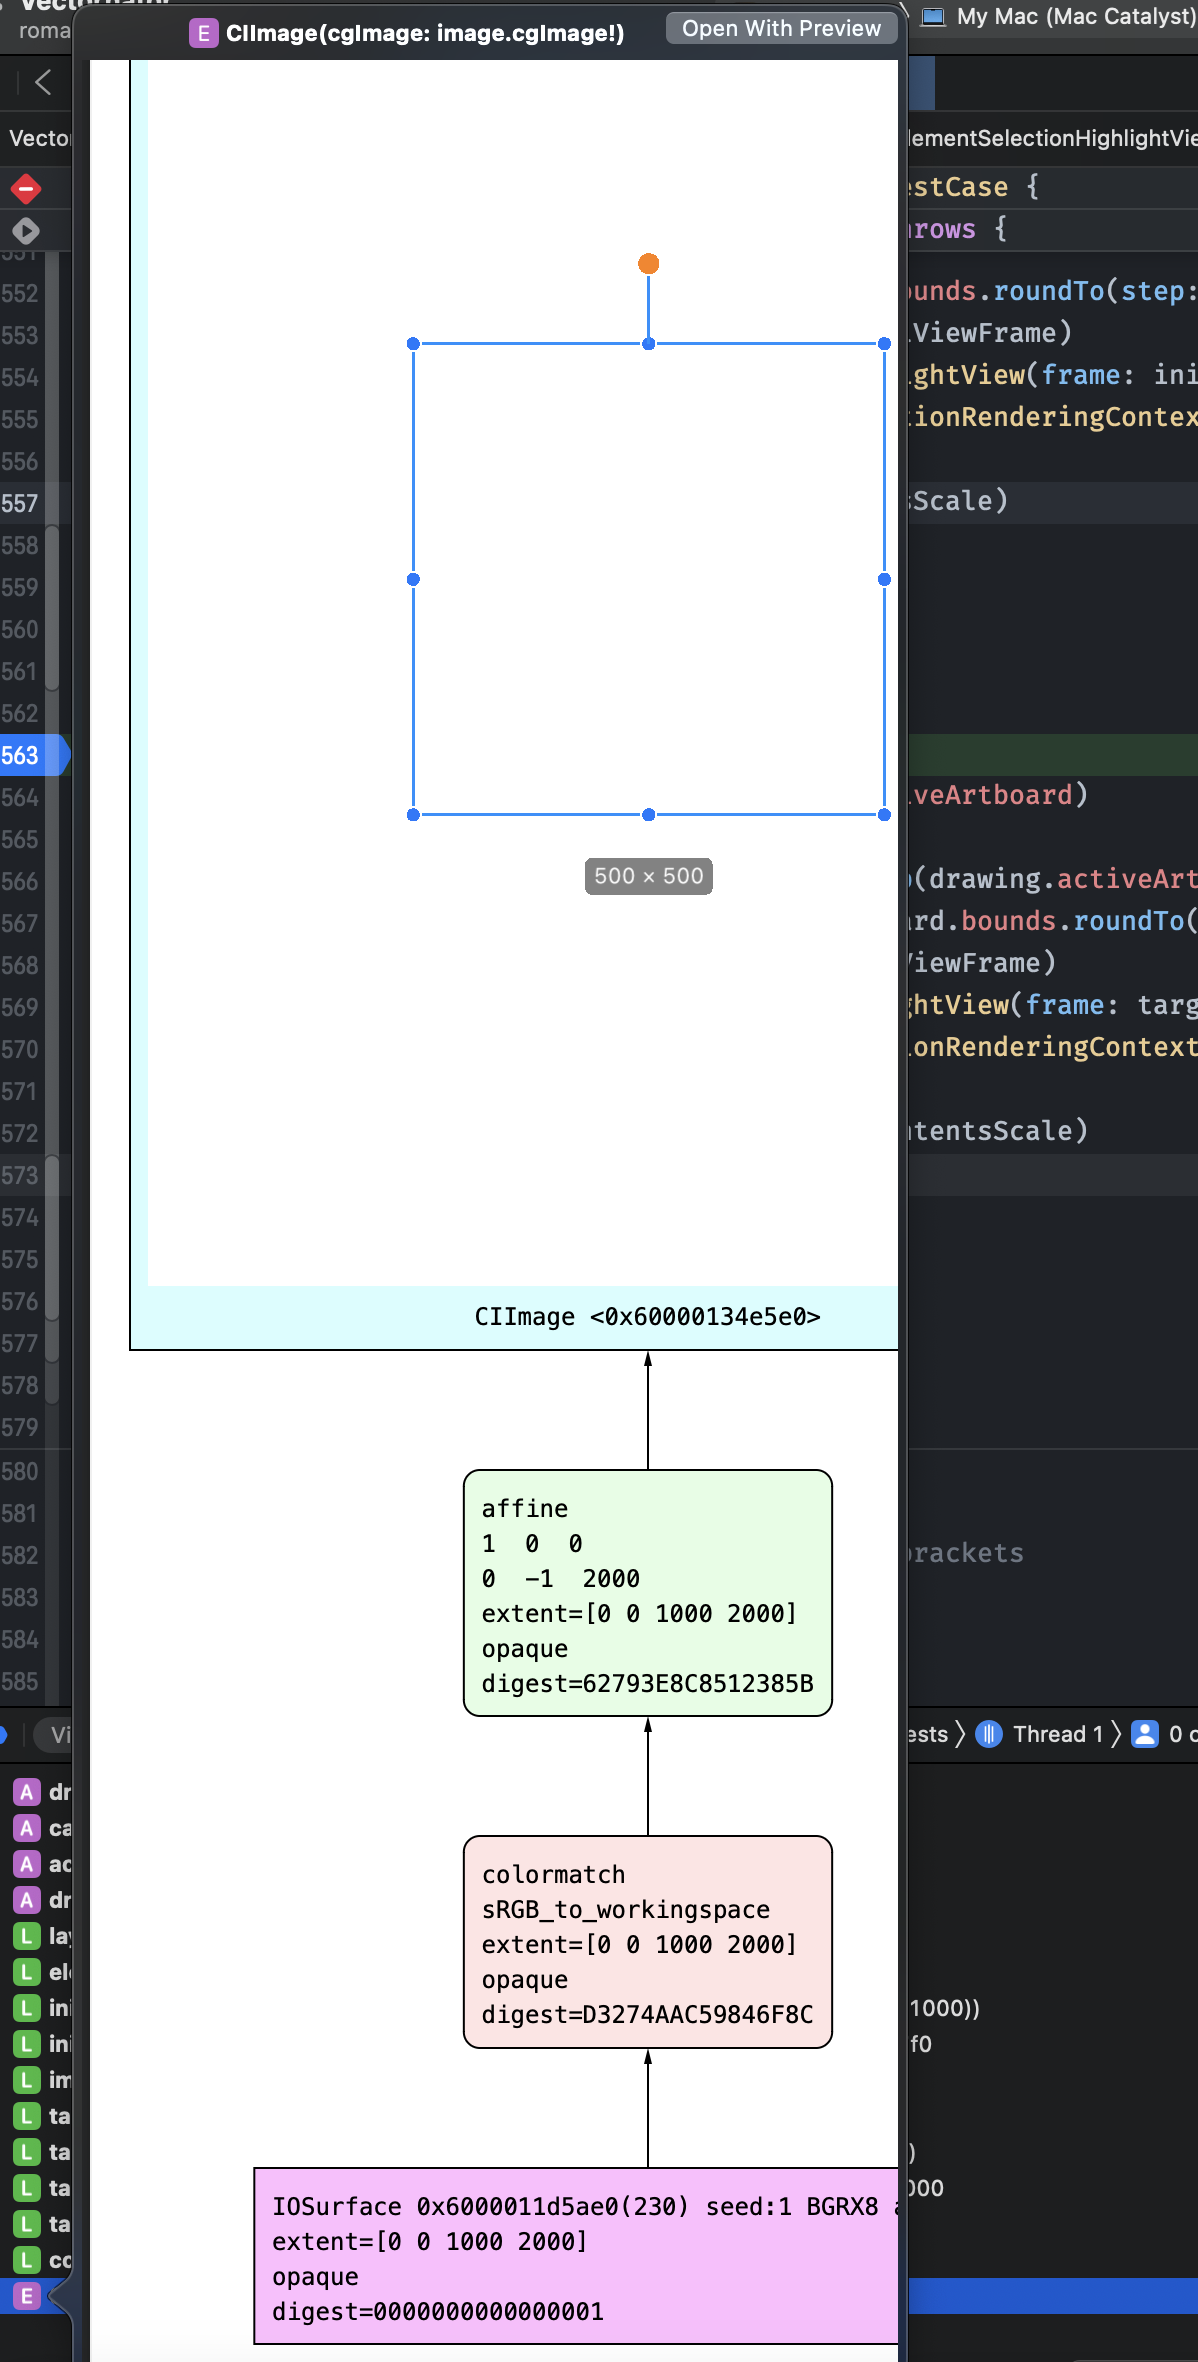 My Mac (Mac Catalyst)
E CIImage(cgImage: image.cgImage!)
Open With Preview
roma
Vector
ementSelectionHighlightVie
estCase {
rows {
552 unds.roundTo(step:
553 ViewFrame)
554 ghtView(frame: ini
555 ionRenderingContex
556
557 Scale)
558
559
560
561
562
563
564 veArtboard)
565
566 (drawing.activeArt
567 rd.bounds.roundTo(
568 iewFrame)
569 htView(frame: targ
570 onRenderingContext
571
572 tentsScale)
573
574
575
576
577
578
579
580
581
582 rackets
583
584
585
500 × 500
CIImage <0x60000134e5e0>
affine
1 0 0
0 -1 2000
extent=[0 0 1000 2000]
opaque
digest=62793E8C8512385B
Vi
ests 〉 Thread 1 〉 0
colormatch
sRGB_to_workingspace
extent=[0 0 1000 2000]
opaque
digest=D3274AAC59846F8C
A dr
A ca
A ac
A dr
L lay
L ele
L ini 1000))
L ini f0
L im
L ta
L ta )
L ta 000
L ta
L co
E
IOSurface 0x6000011d5ae0(230) seed:1 BGRX8
extent=[0 0 1000 2000]
opaque
digest=0000000000000001